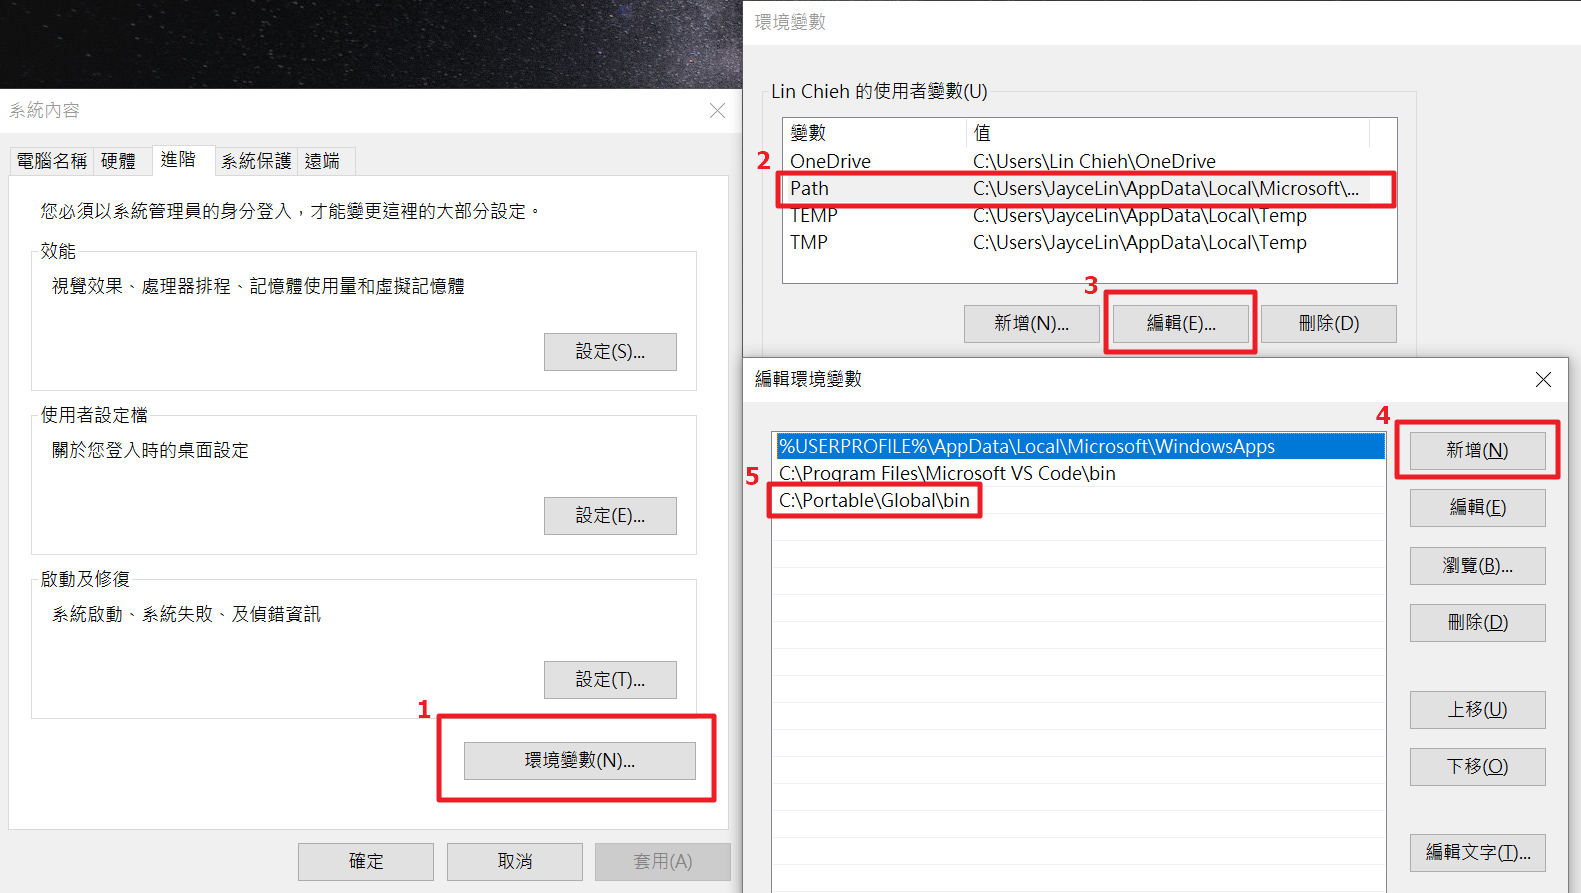 系統內容
電腦名稱 硬體 進階 系統保護 遠端
您必須以系統管理員的身分登入，才能變更這裡的大部分設定。
效能
視覺效果、處理器排程、記憶體使用量和虛擬記憶體
設定(S)...
使用者設定檔
關於您登入時的桌面設定
設定(E)...
啟動及修復
系統啟動、系統失敗、及偵錯資訊
設定(T)...
1
環境變數(N)...
確定 取消 套用(A)
環境變數
Lin Chieh 的使用者變數(U)
變數 值
OneDrive C:\Users\Lin Chieh\OneDrive
2
Path C:\Users\JayceLin\AppData\Local\Microsoft\...
TEMP C:\Users\JayceLin\AppData\Local\Temp
TMP C:\Users\JayceLin\AppData\Local\Temp
3
新增(N)... 編輯(E)... 刪除(D)
編輯環境變數
4
%USERPROFILE%\AppData\Local\Microsoft\WindowsApps
C:\Program Files\Microsoft VS Code\bin
5
C:\Portable\Global\bin
新增(N)
編輯(E)
瀏覽(B)...
刪除(D)
上移(U)
下移(O)
編輯文字(T)...